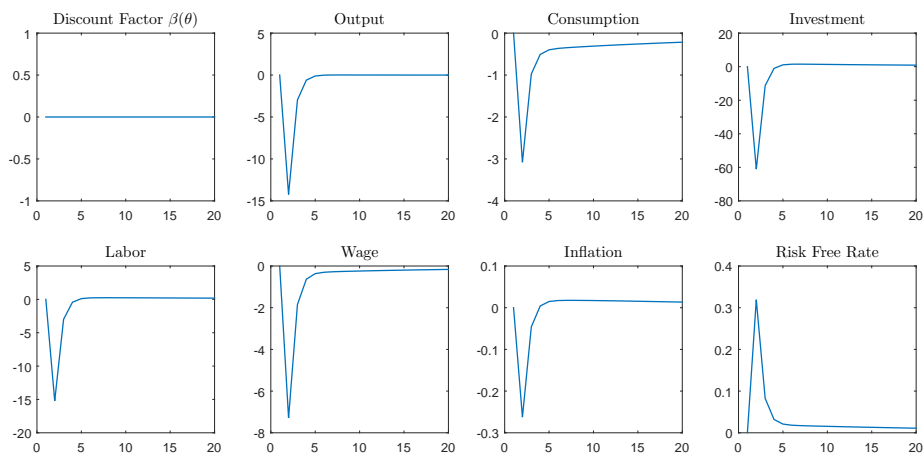 Discount Factor β(θ)
1
0.5
0
-0.5
-1
0 5 10 15 20
Output
5
0
-5
-10
-15
0 5 10 15 20
Consumption
0
-1
-2
-3
-4
0 5 10 15 20
Investment
20
0
-20
-40
-60
-80
0 5 10 15 20
Labor
5
0
-5
-10
-15
-20
0 5 10 15 20
Wage
0
-2
-4
-6
-8
0 5 10 15 20
Inflation
0.1
0
-0.1
-0.2
-0.3
0 5 10 15 20
Risk Free Rate
0.4
0.3
0.2
0.1
0
0 5 10 15 20